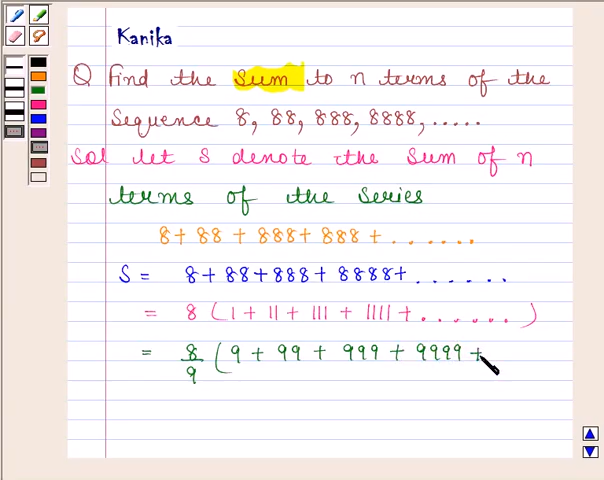 Kanika
Q Find the Sum to n terms of the
Sequence 8, 88, 888, 8888, .....
Sol let S denote the Sum of n
terms of the Series
8+ 88 + 888+ 888 + .......
S = 8+88+888+ 8888+ ......
= 8 (1 + 11 + 111 + 1111 + ......)
= 8/9 (9 + 99 + 999 + 9999 +